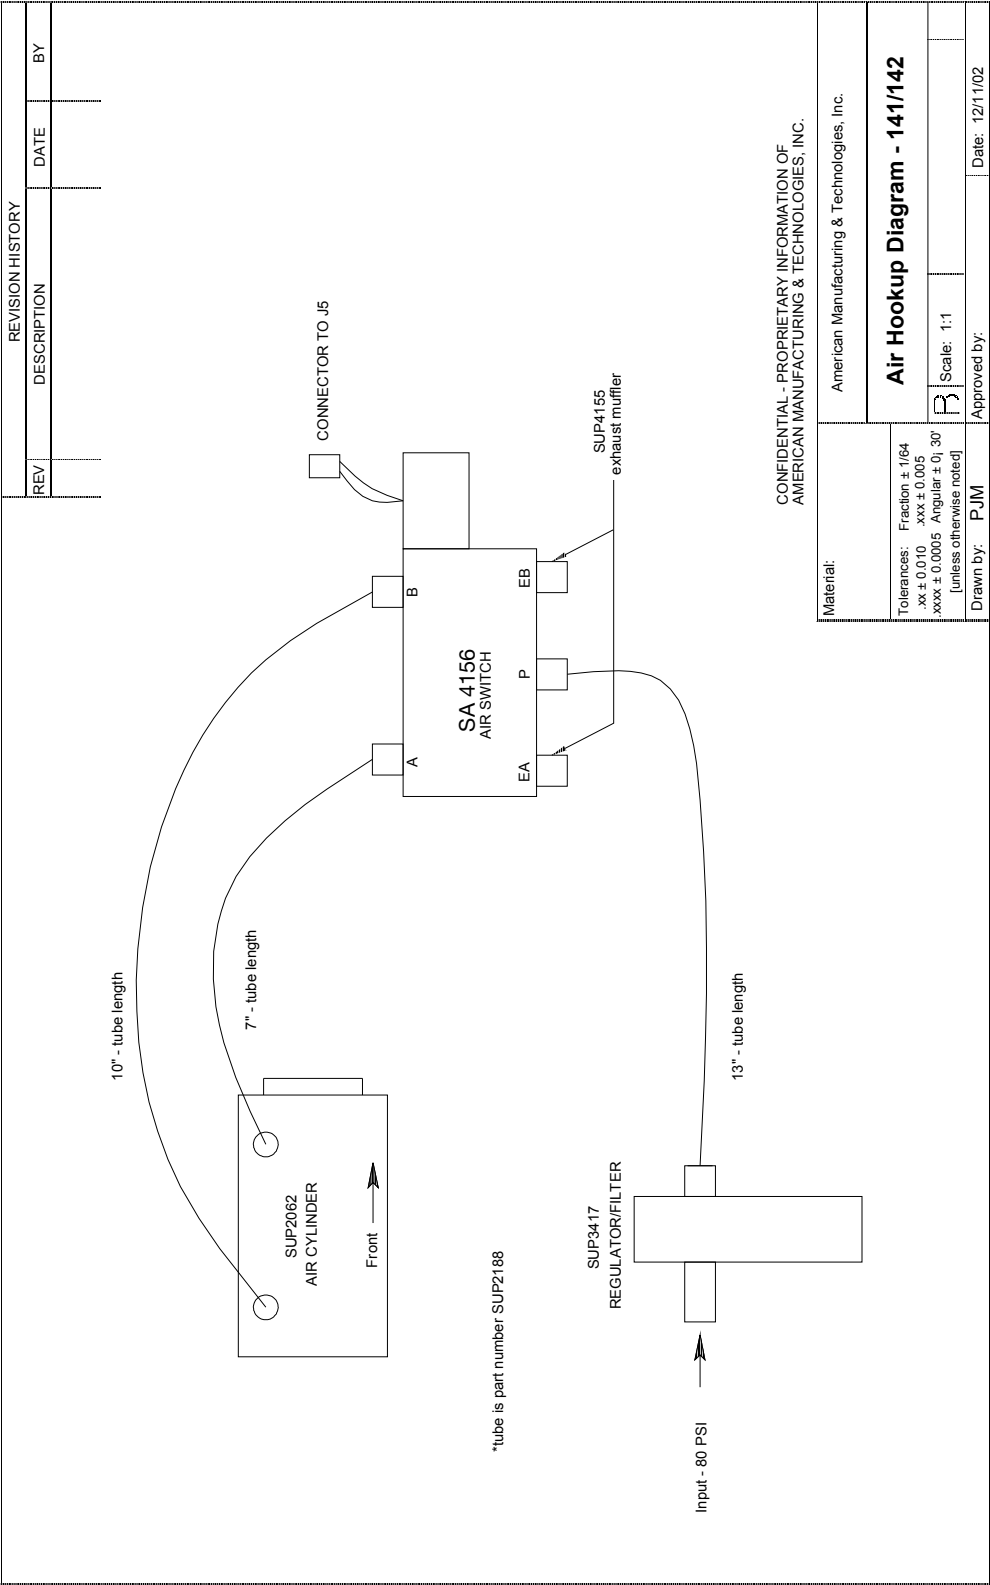 REVISION HISTORY
REV DESCRIPTION DATE BY
10" - tube length
7" - tube length
CONNECTOR TO J5
SUP2062
AIR CYLINDER
Front
A
B
SA 4156
AIR SWITCH
EA
P
EB
*tube is part number SUP2188
SUP4155
exhaust muffler
SUP3417
REGULATOR/FILTER
Input - 80 PSI
13" - tube length
CONFIDENTIAL - PROPRIETARY INFORMATION OF
AMERICAN MANUFACTURING & TECHNOLOGIES, INC.
Material:
American Manufacturing & Technologies, Inc.
Tolerances: Fraction ± 1/64
.xx ± 0.010 .xxx ± 0.005
.xxxx ± 0.0005 Angular ± 0¡ 30'
[unless otherwise noted]
Air Hookup Diagram - 141/142
B Scale: 1:1
Drawn by: PJM
Approved by:
Date: 12/11/02